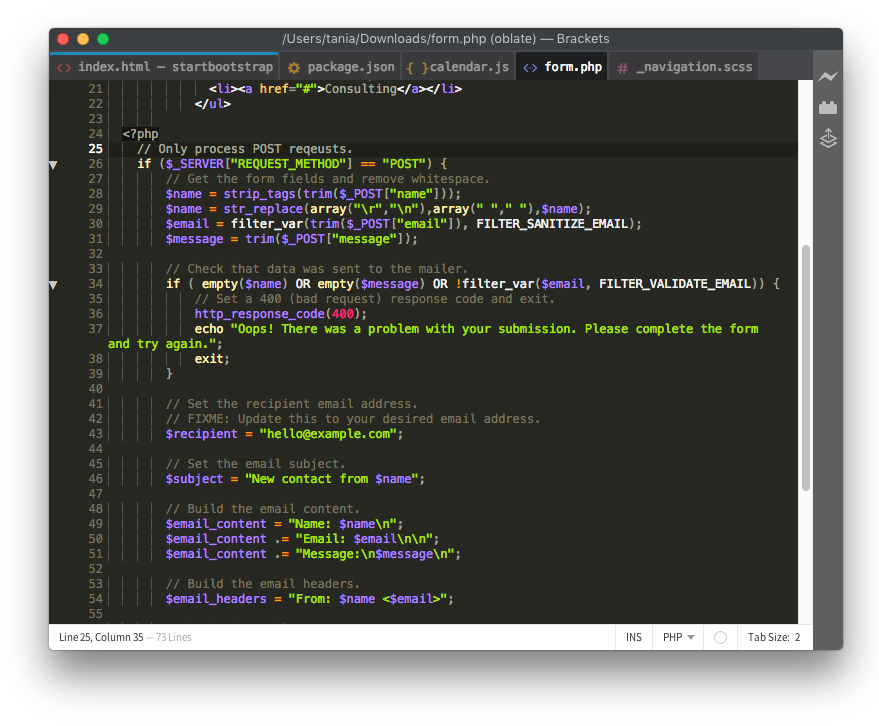 /Users/tania/Downloads/form.php (oblate) — Brackets
<> index.html — startbootstrap package.json { }calendar.js <> form.php # _navigation.scss
21 <li><a href="#">Consulting</a></li>
22 </ul>
23
24 <?php
25 // Only process POST reqeusts.
26 if ($_SERVER["REQUEST_METHOD"] == "POST") {
27 // Get the form fields and remove whitespace.
28 $name = strip_tags(trim($_POST["name"]));
29 $name = str_replace(array("\r","\n"),array(" "," "),$name);
30 $email = filter_var(trim($_POST["email"]), FILTER_SANITIZE_EMAIL);
31 $message = trim($_POST["message"]);
32
33 // Check that data was sent to the mailer.
34 if ( empty($name) OR empty($message) OR !filter_var($email, FILTER_VALIDATE_EMAIL)) {
35 // Set a 400 (bad request) response code and exit.
36 http_response_code(400);
37 echo "Oops! There was a problem with your submission. Please complete the form
and try again.";
38 exit;
39 }
40
41 // Set the recipient email address.
42 // FIXME: Update this to your desired email address.
43 $recipient = "hello@example.com";
44
45 // Set the email subject.
46 $subject = "New contact from $name";
47
48 // Build the email content.
49 $email_content = "Name: $name\n";
50 $email_content .= "Email: $email\n\n";
51 $email_content .= "Message:\n$message\n";
52
53 // Build the email headers.
54 $email_headers = "From: $name <$email>";
55
Line 25, Column 35 — 73 Lines INS PHP Tab Size: 2